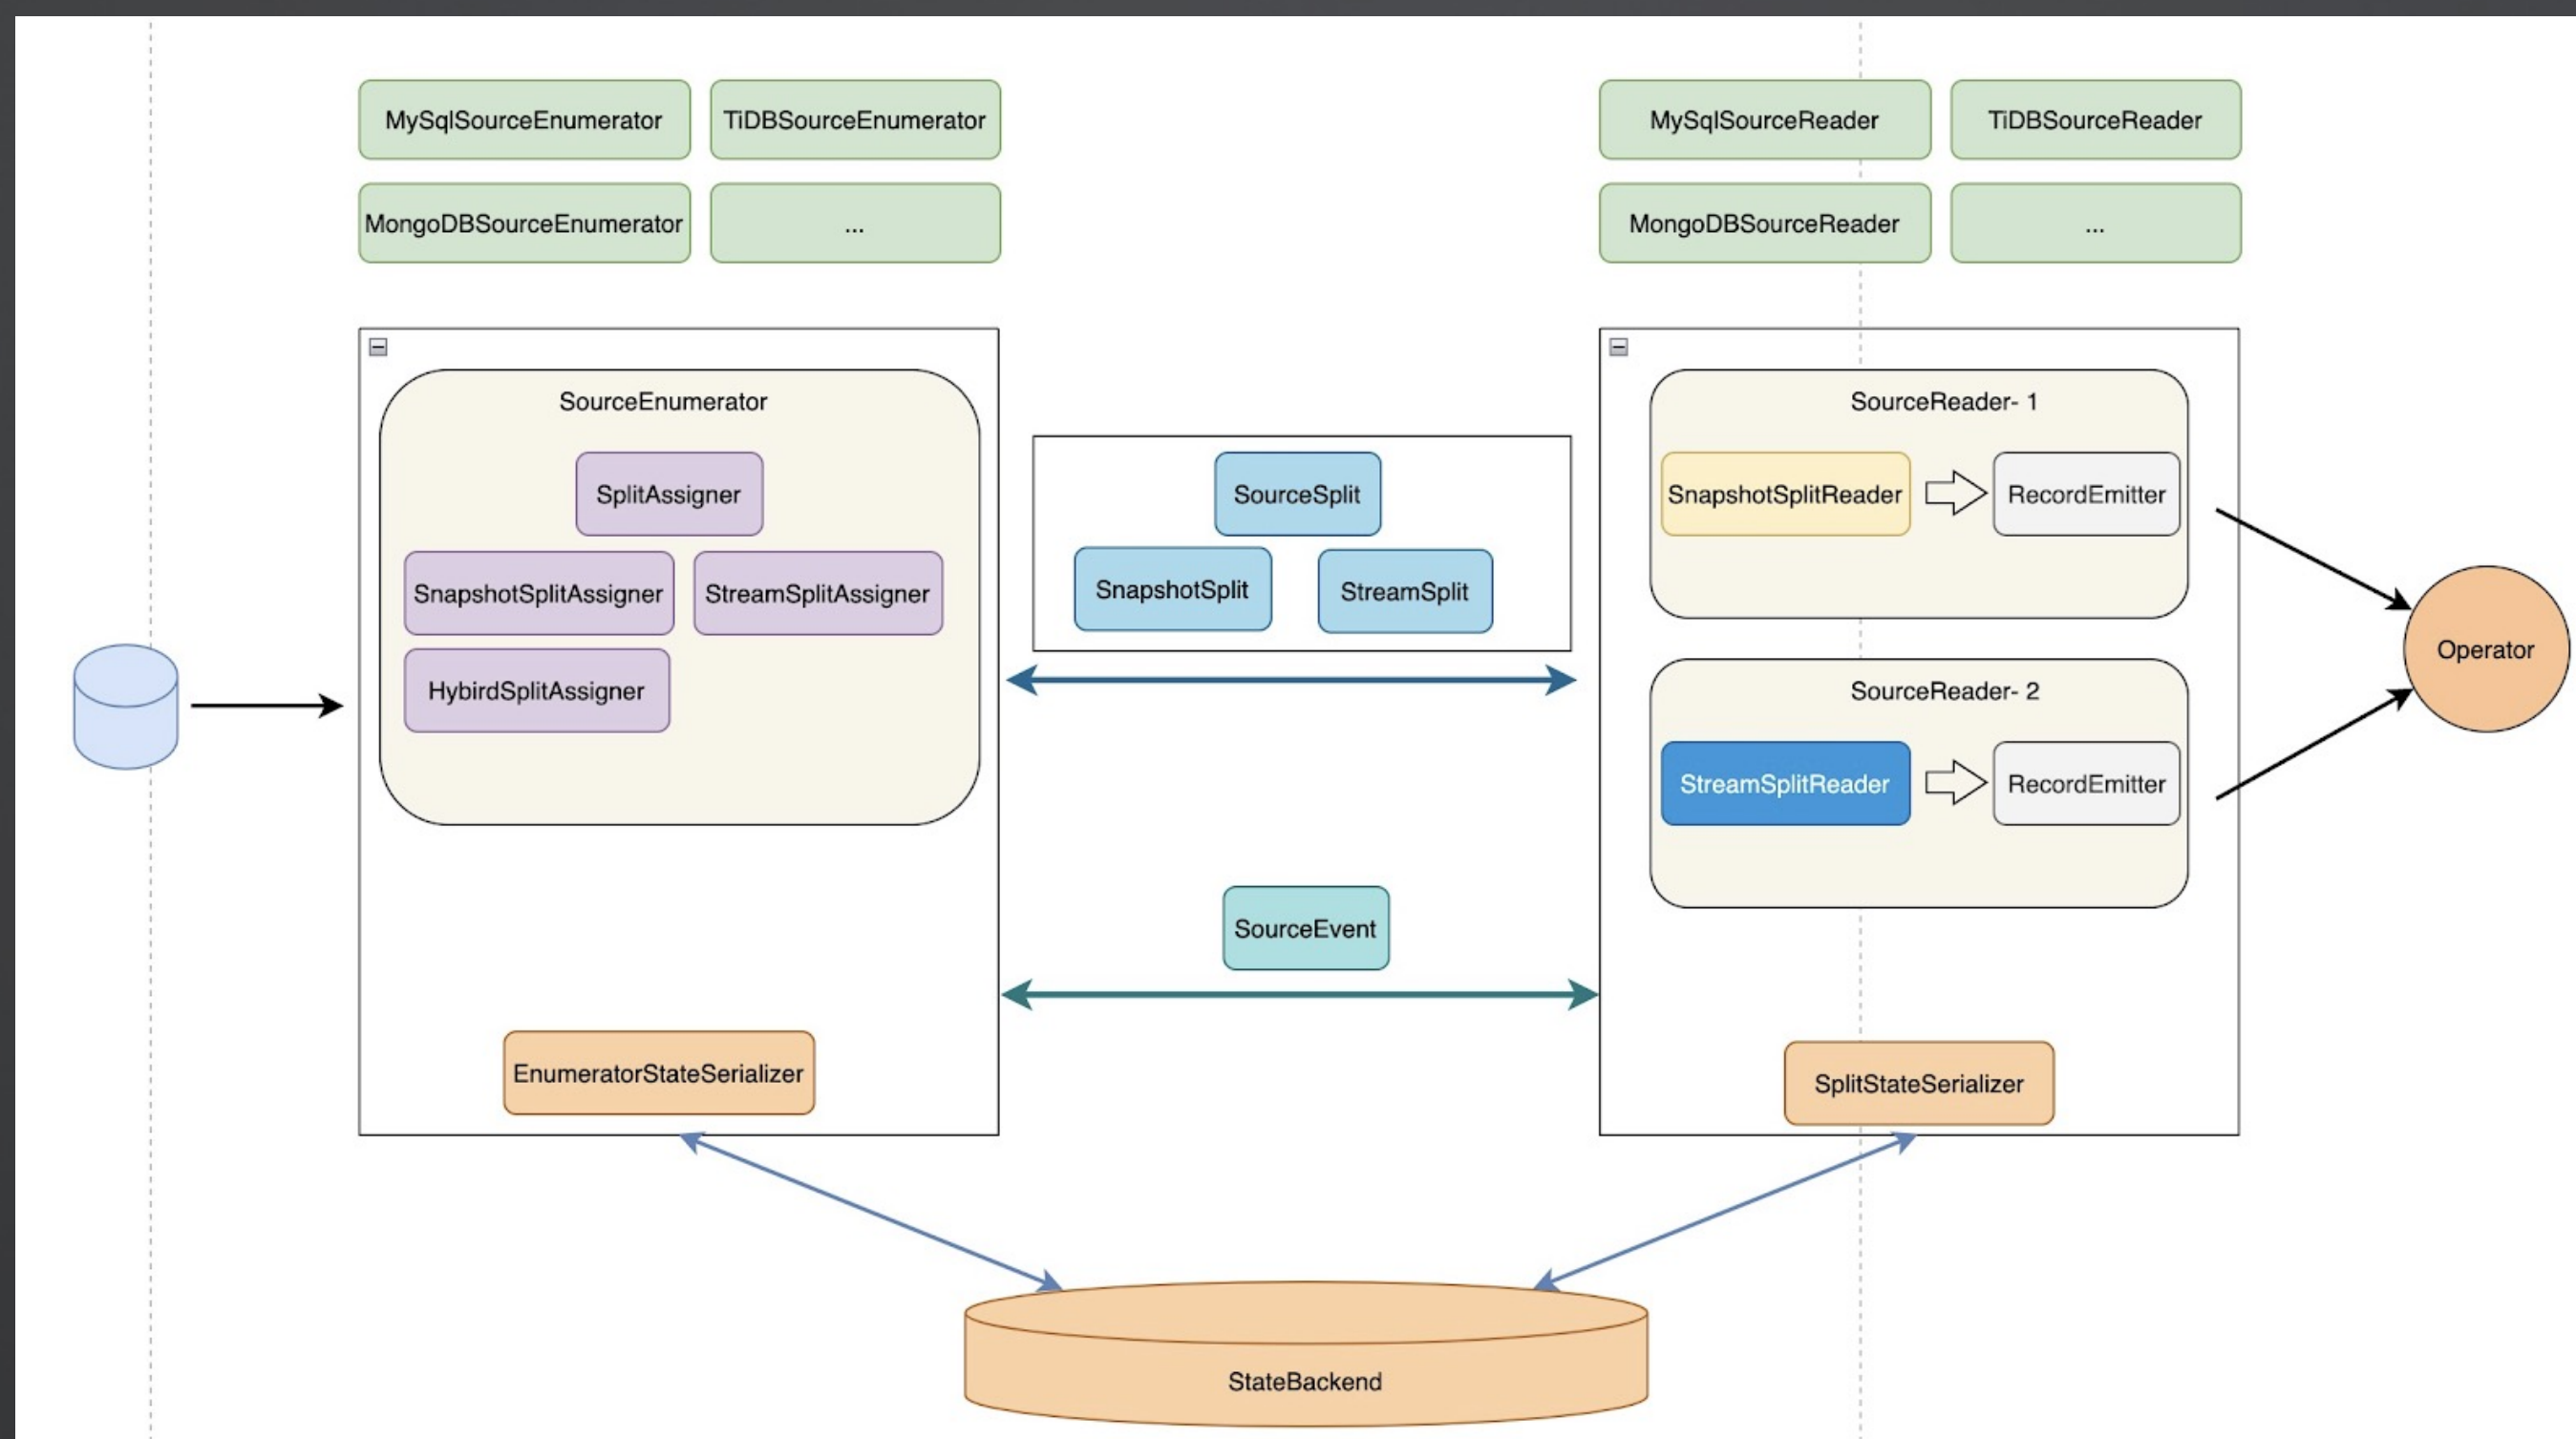 MySqlSourceEnumerator
TiDBSourceEnumerator
MongoDBSourceEnumerator
...
MySqlSourceReader
TiDBSourceReader
MongoDBSourceReader
...
SourceEnumerator
SplitAssigner
SnapshotSplitAssigner
StreamSplitAssigner
HybirdSplitAssigner
EnumeratorStateSerializer
SourceSplit
SnapshotSplit
StreamSplit
SourceEvent
SourceReader- 1
SnapshotSplitReader
RecordEmitter
SourceReader- 2
StreamSplitReader
RecordEmitter
SplitStateSerializer
Operator
StateBackend